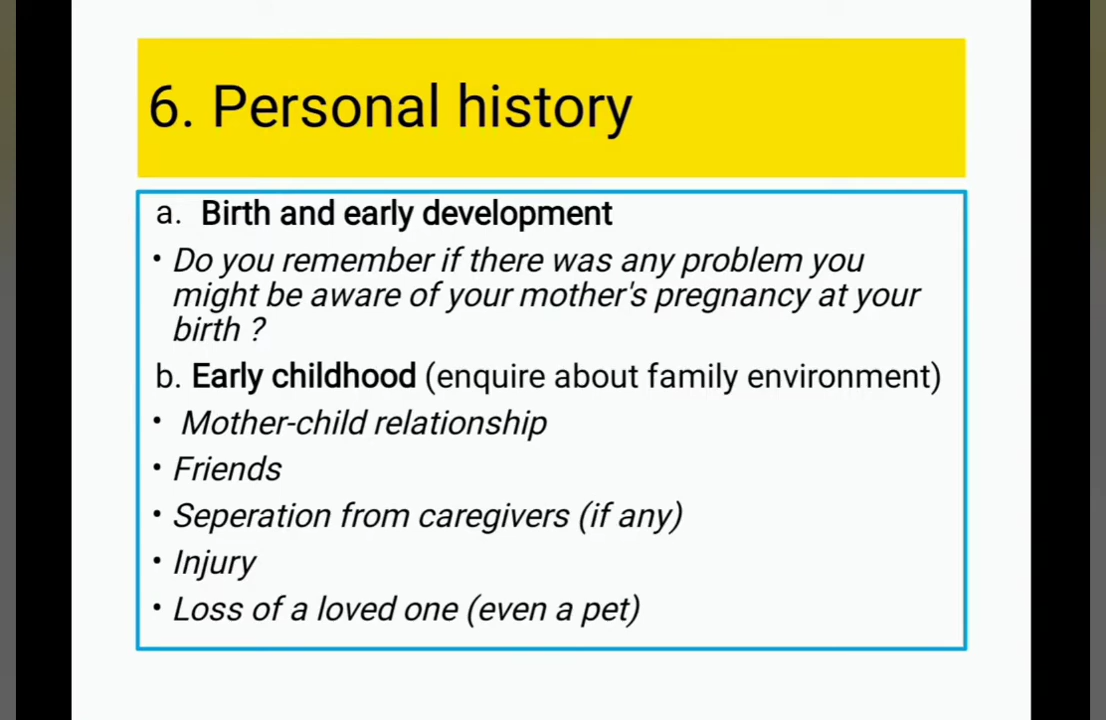 6. Personal history
a. Birth and early development
• Do you remember if there was any problem you
might be aware of your mother's pregnancy at your
birth ?
b. Early childhood (enquire about family environment)
• Mother-child relationship
• Friends
• Seperation from caregivers (if any)
• Injury
• Loss of a loved one (even a pet)